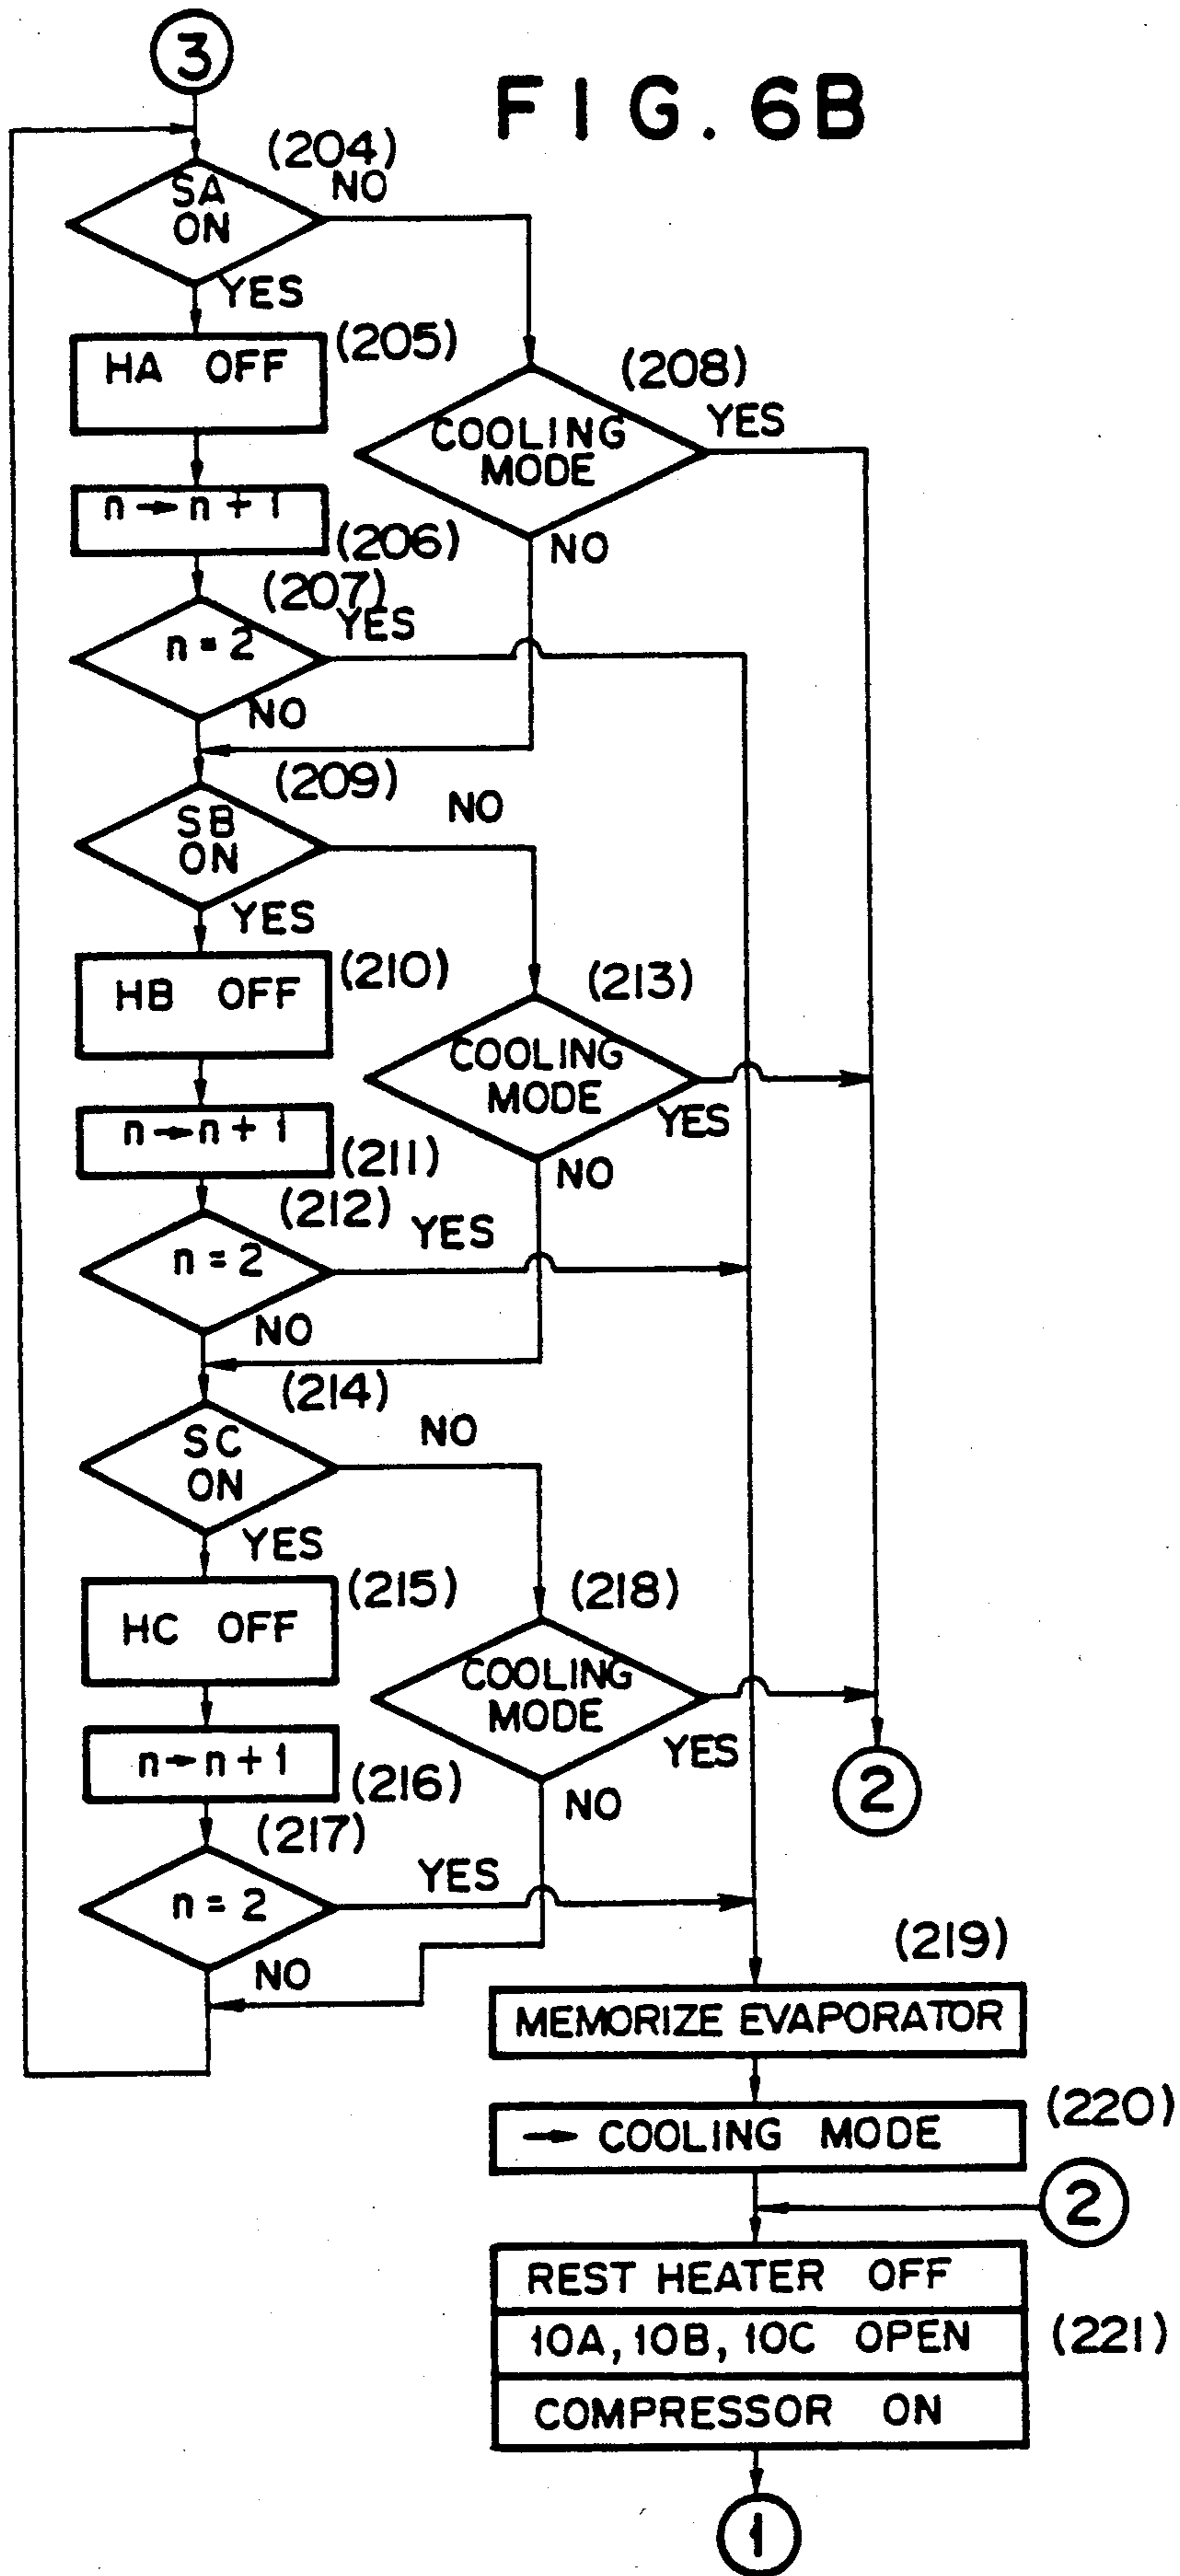 3
FIG. 6B
(204)
SA
ON
NO
YES
HA OFF
(205)
(208)
COOLING
MODE
YES
NO
n → n + 1
(206)
(207)
YES
n = 2
NO
(209)
SB
ON
NO
YES
HB OFF
(210)
(213)
COOLING
MODE
YES
NO
n → n + 1
(211)
(212)
YES
n = 2
NO
(214)
SC
ON
NO
YES
HC OFF
(215)
(218)
COOLING
MODE
YES
NO
n → n + 1
(216)
2
(217)
YES
n = 2
NO
(219)
MEMORIZE EVAPORATOR
(220)
→ COOLING MODE
2
REST HEATER OFF
10A, 10B, 10C OPEN
(221)
COMPRESSOR ON
1